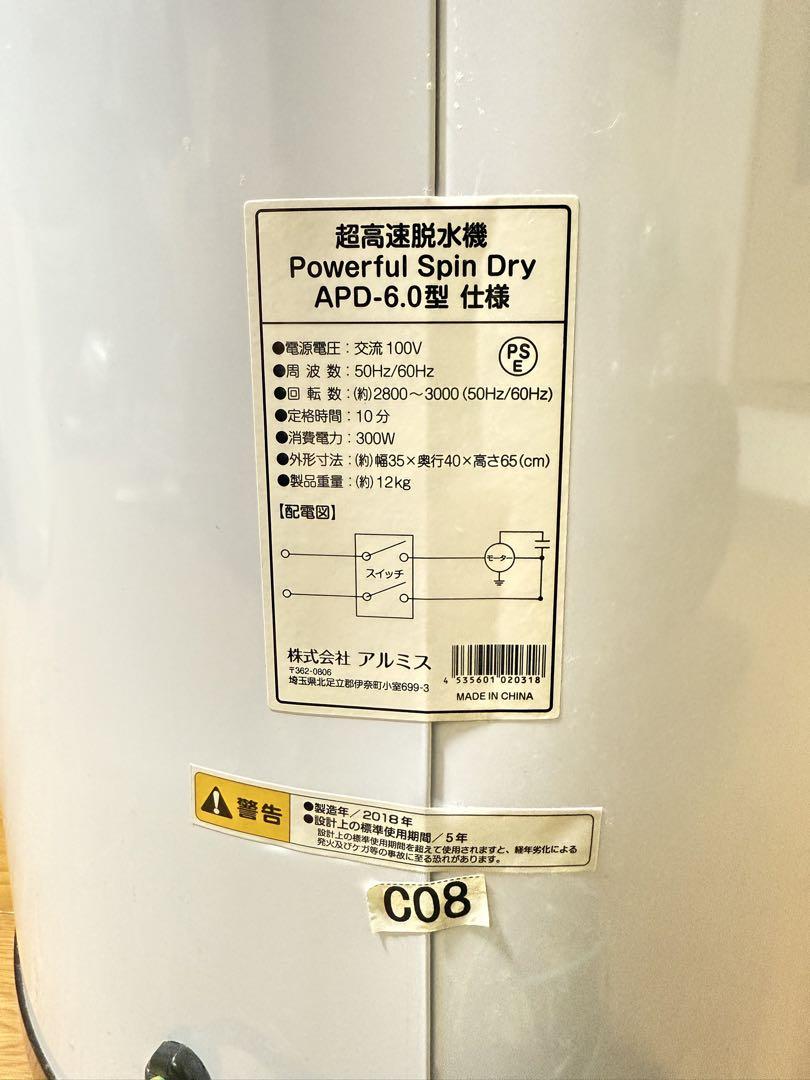 超高速脱水機
Powerful Spin Dry
APD-6.0型 仕様
●電源電圧：交流100V
PS
E
●周波数：50Hz/60Hz
●回転数：(約)2800～3000(50Hz/60Hz)
●定格時間：10分
●消費電力：300W
●外形寸法：(約)幅35×奥行40×高さ65(cm)
●製品重量：(約)12kg
【配電図】
モーター
スイッチ
株式会社 アルミス
〒362-0806
埼玉県北足立郡伊奈町小室699-3
4 535601 020318
MADE IN CHINA
警告
●製造年／2018年
●設計上の標準使用期間／5年
設計上の標準使用期間を超えて使用されますと、経年劣化による
発火及びケガ等の事故に至る恐れがあります。
C08